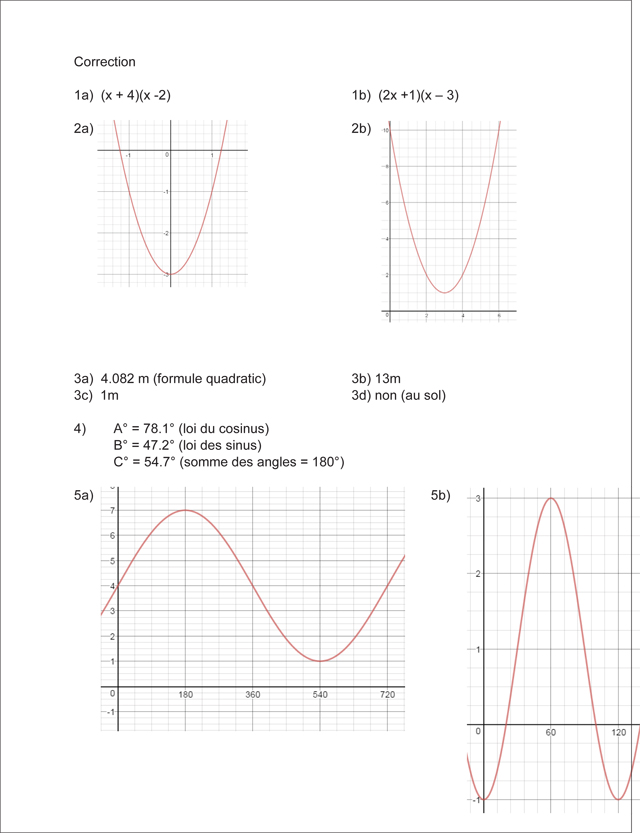 Correction
1a) (x + 4)(x -2) 1b) (2x +1)(x – 3)
2a) 2b)
-1 0 1
-1
-2
-3
10
8
6
4
2
0 2 4 6
3a) 4.082 m (formule quadratic) 3b) 13m
3c) 1m 3d) non (au sol)
4) A° = 78.1° (loi du cosinus)
B° = 47.2° (loi des sinus)
C° = 54.7° (somme des angles = 180°)
5a) 5b)
7
6
5
4
3
2
1
0 180 360 540 720
-1
3
2
1
0 60 120
-1